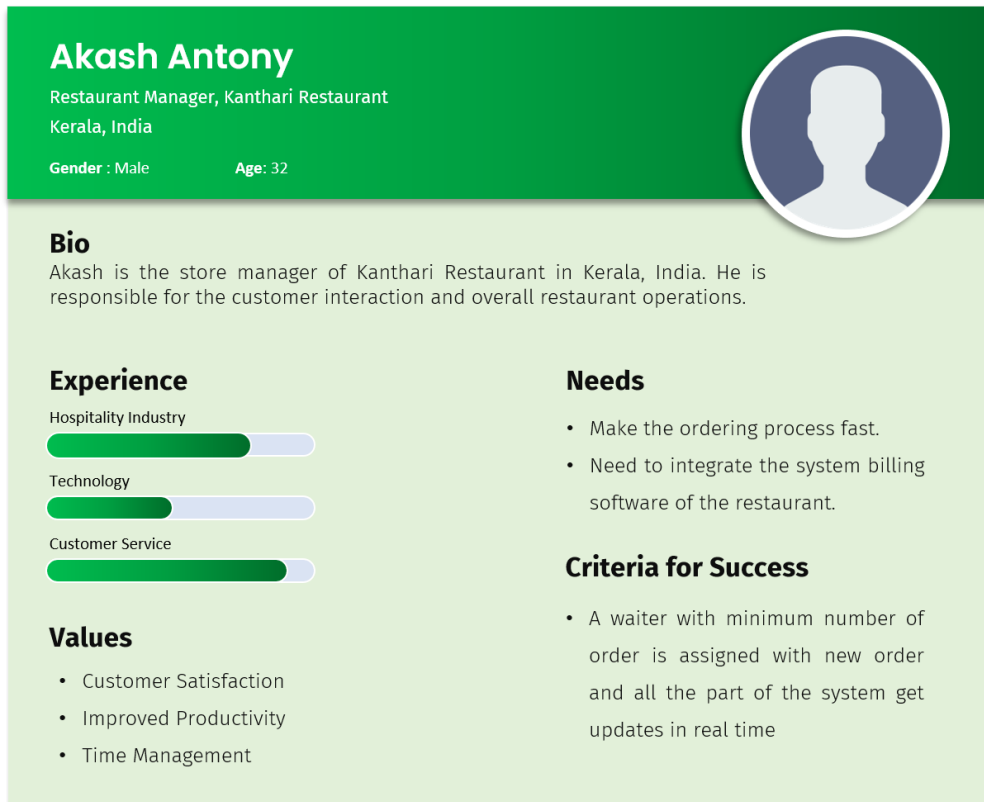 Akash Antony
Restaurant Manager, Kanthari Restaurant
Kerala, India
Gender : Male Age: 32
Bio
Akash is the store manager of Kanthari Restaurant in Kerala, India. He is
responsible for the customer interaction and overall restaurant operations.
Experience
Hospitality Industry
Technology
Customer Service
Values
• Customer Satisfaction
• Improved Productivity
• Time Management
Needs
• Make the ordering process fast.
• Need to integrate the system billing
software of the restaurant.
Criteria for Success
• A waiter with minimum number of
order is assigned with new order
and all the part of the system get
updates in real time